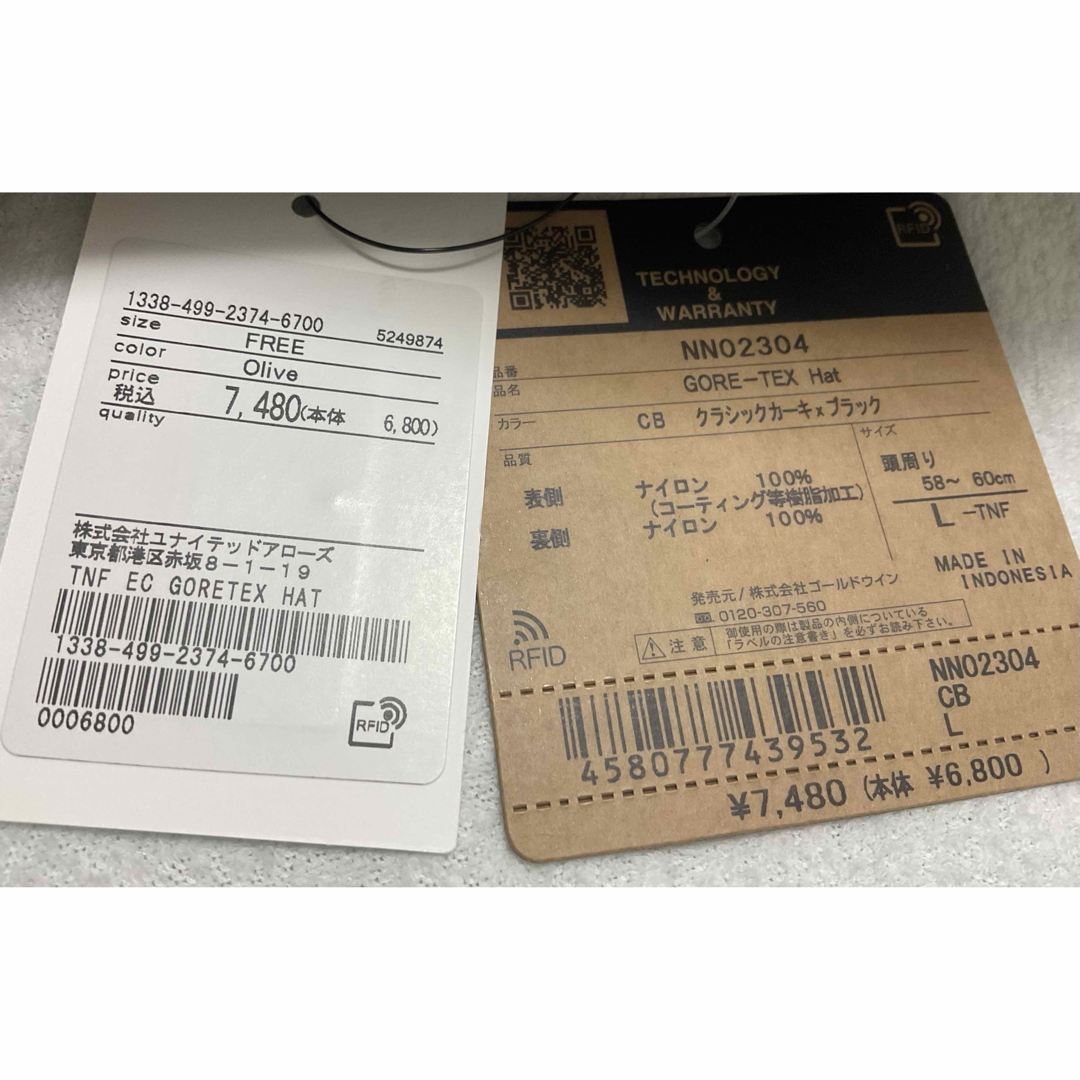 1338-499-2374-6700
size 5249874
FREE
color
Olive
price
税込 7,480(本体 6,800)
quality
株式会社ユナイテッドアローズ
東京都港区赤坂8-1-19
TNF EC GORETEX HAT
1338-499-2374-6700
0006800
RFID
RFID
TECHNOLOGY
&
WARRANTY
品番 NN02304
品名 GORE-TEX Hat
カラー CB クラシックカーキxブラック
品質
サイズ
表側 ナイロン 100%
(コーティング等樹脂加工)
裏側 ナイロン 100%
頭周り
58~ 60cm
L -TNF
MADE IN
INDONESIA
発売元/株式会社ゴールドウイン
0120-307-560
注意 御使用の際は製品の内側についている
「ラベルの注意書き」を必ずお読み下さい。
RFID
4580777439532
NN02304
CB
L
¥7,480 (本体 ¥6,800 )